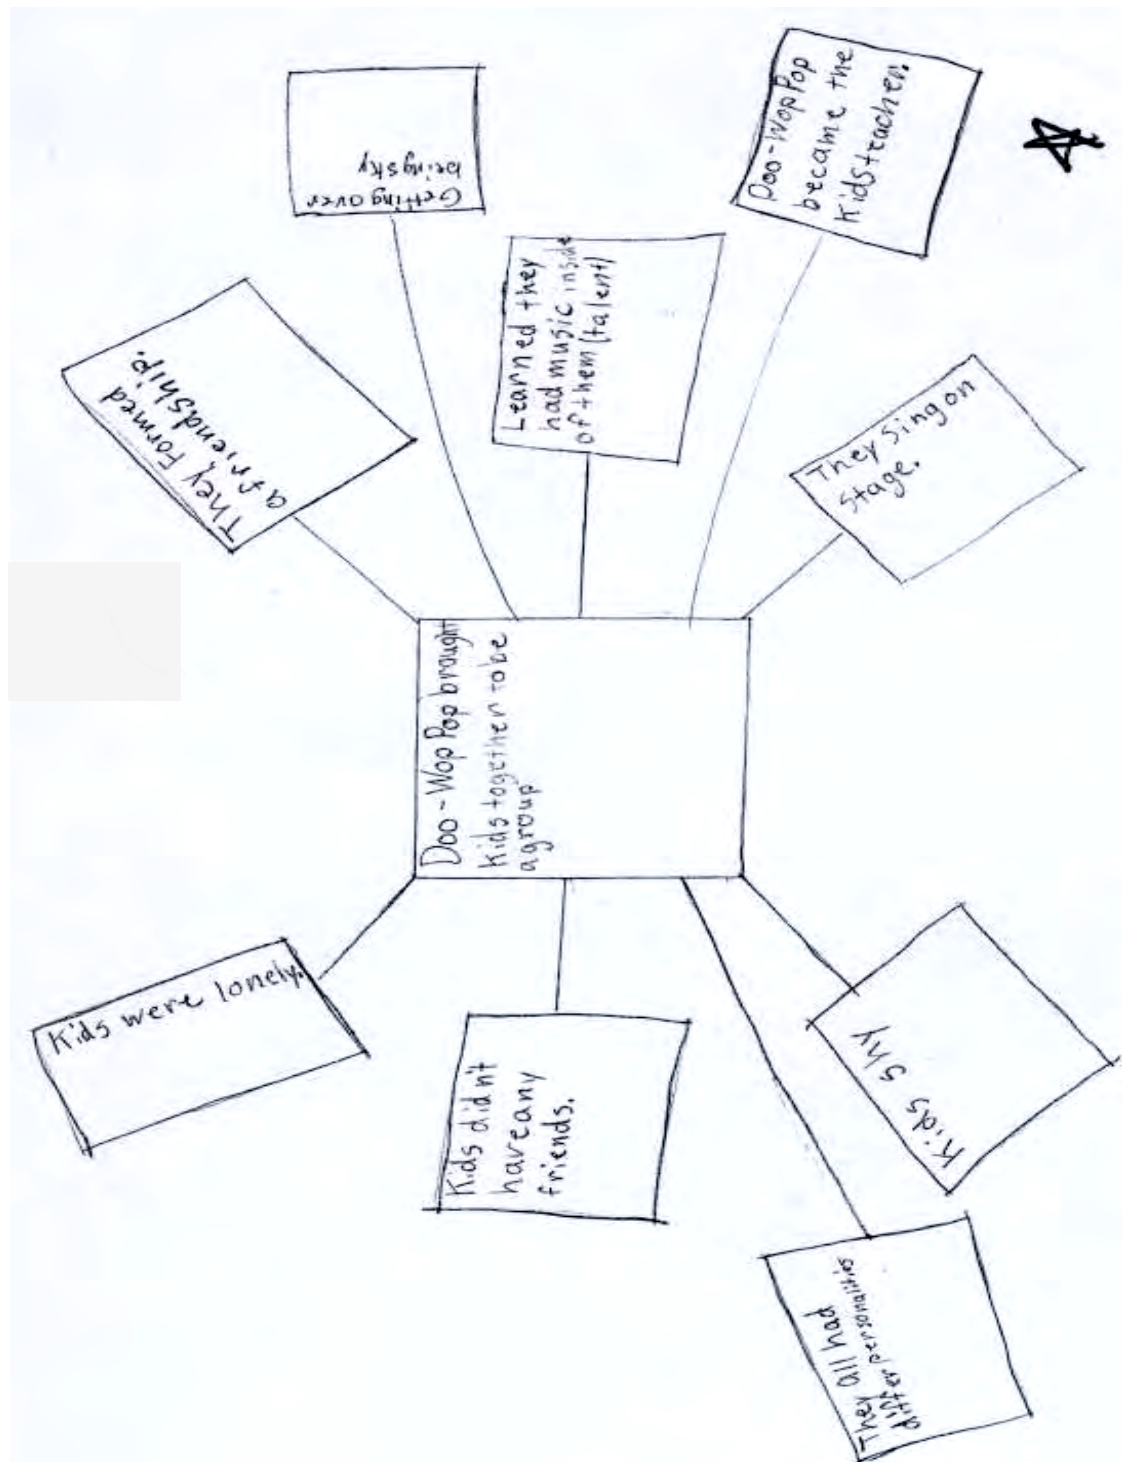 Getting over
being shy
Doo-Wop Pop
became the
Kids teacher.
They Formed
a friendship.
Learned they
had music inside
of them (talent)
They sing on
stage.
Doo-Wop Pop brought
Kids together to be
a group
Kids were lonely.
Kids didn't
have any
friends.
Kids shy
They all had
differ personalities